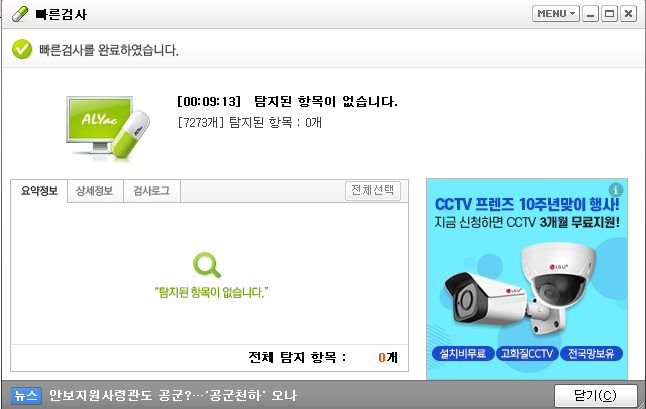 빠른검사
MENU
빠른검사를 완료하였습니다.
ALYac
[00:09:13] 탐지된 항목이 없습니다.
[7273개] 탐지된 항목 : 0개
요약정보 상세정보 검사로그 전체선택
"탐지된 항목이 없습니다."
전체 탐지 항목 : 0개
CCTV 프렌즈 10주년맞이 행사!
지금 신청하면 CCTV 3개월 무료지원!
LG U+
LG U+
설치비무료 고화질CCTV 전국망보유
뉴스 안보지원사령관도 공군?…'공군천하' 오나
닫기(C)